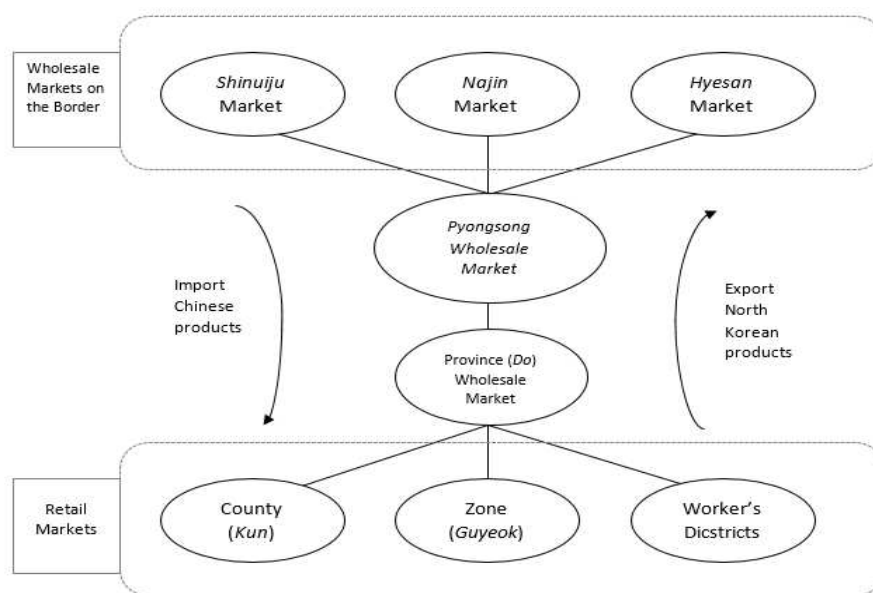 Wholesale
Markets on
the Border
Shinuiju
Market
Najin
Market
Hyesan
Market
Pyongsong
Wholesale
Market
Import
Chinese
products
Export
North
Korean
products
Province (Do)
Wholesale
Market
Retail
Markets
County
(Kun)
Zone
(Guyeok)
Worker's
Dicstricts